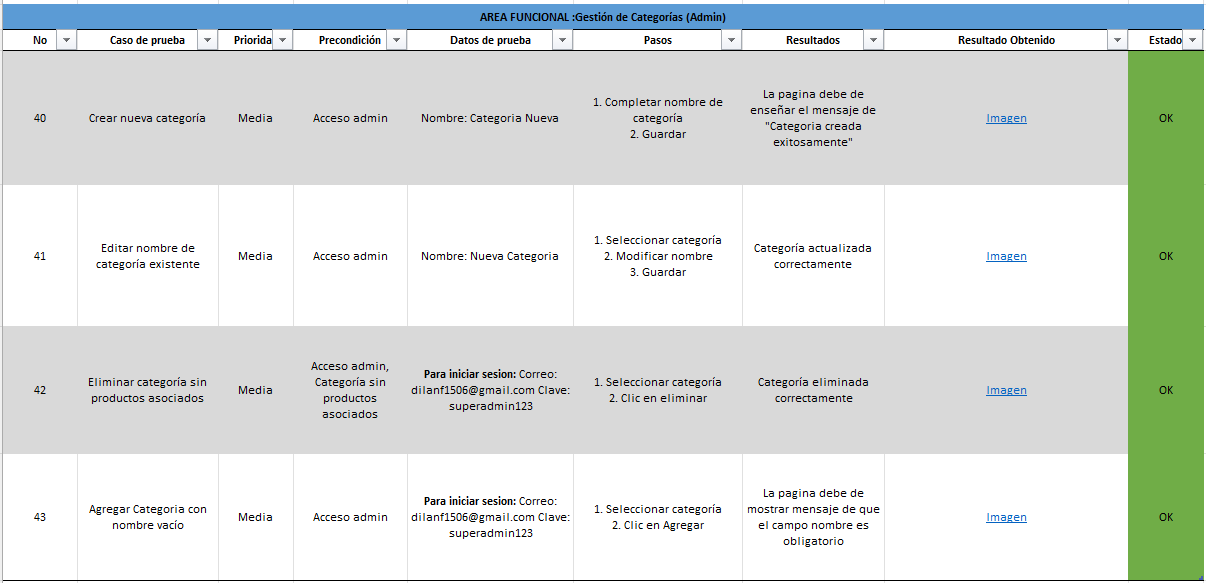 AREA FUNCIONAL :Gestión de Categorías (Admin)
No Caso de prueba Priorida Precondición Datos de prueba Pasos Resultados Resultado Obtenido Estado
40
Crear nueva categoría
Media
Acceso admin
Nombre: Categoria Nueva
1. Completar nombre de
categoría
2. Guardar
La pagina debe de
enseñar el mensaje de
"Categoria creada
exitosamente"
Imagen
OK
41
Editar nombre de
categoría existente
Media
Acceso admin
Nombre: Nueva Categoria
1. Seleccionar categoría
2. Modificar nombre
3. Guardar
Categoría actualizada
correctamente
Imagen
OK
42
Eliminar categoría sin
productos asociados
Media
Acceso admin,
Categoría sin
productos
asociados
Para iniciar sesion: Correo:
dilanf1506@gmail.com Clave:
superadmin123
1. Seleccionar categoría
2. Clic en eliminar
Categoría eliminada
correctamente
Imagen
OK
43
Agregar Categoria con
nombre vacío
Media
Acceso admin
Para iniciar sesion: Correo:
dilanf1506@gmail.com Clave:
superadmin123
1. Seleccionar categoría
2. Clic en Agregar
La pagina debe de
mostrar mensaje de que
el campo nombre es
obligatorio
Imagen
OK